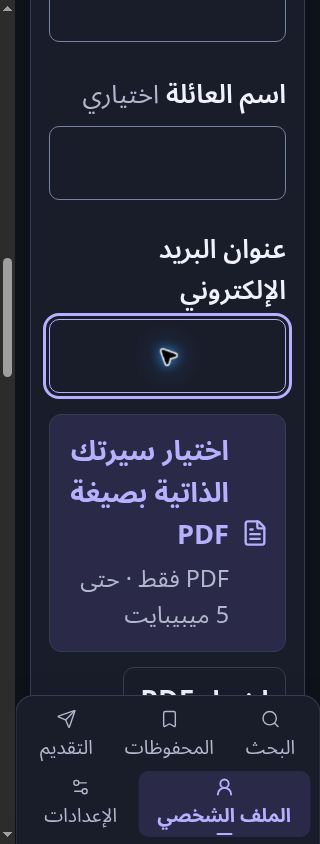 اسم العائلة اختياري
عنوان البريد
الإلكتروني
اختيار سيرتك
الذاتية بصيغة
PDF
PDF فقط · حتى
5 ميبيبايت
البحث
المحفوظات
التقديم
الملف الشخصي
الإعدادات